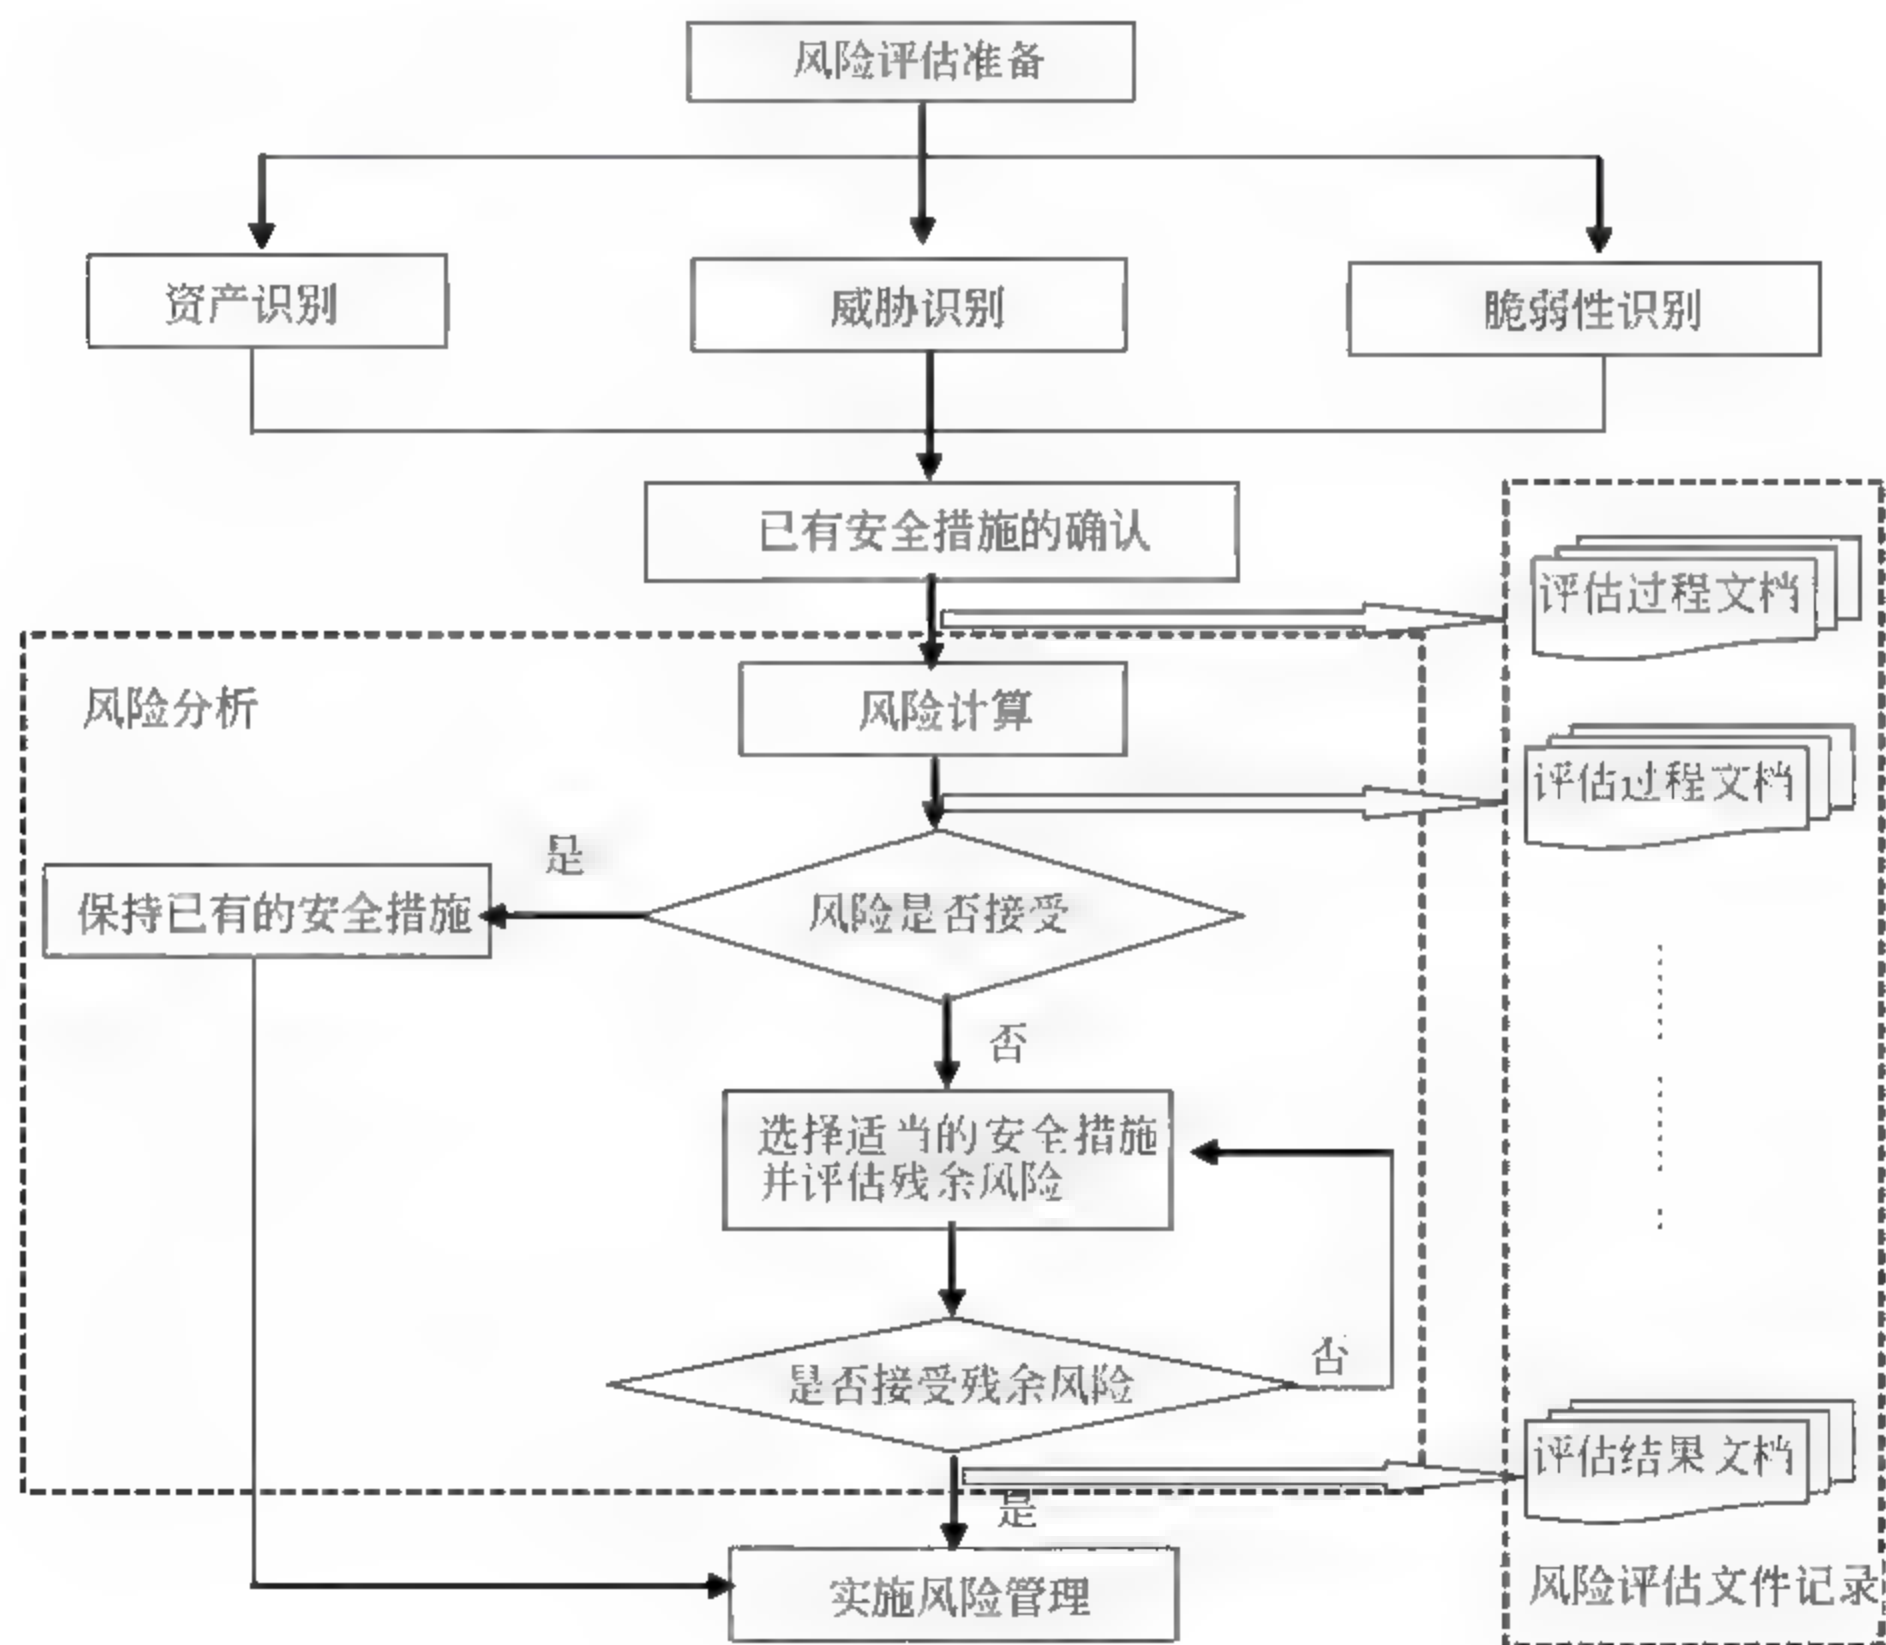 风险评估准备
资产识别
威胁识别
脆弱性识别
已有安全措施的确认
评估过程文档
风险分析
风险计算
评估过程文档
是
保持已有的安全措施
风险是否接受
否
选择适当的安全措施
并评估残余风险
是否接受残余风险
否
评估结果文档
是
实施风险管理
风险评估文件记录